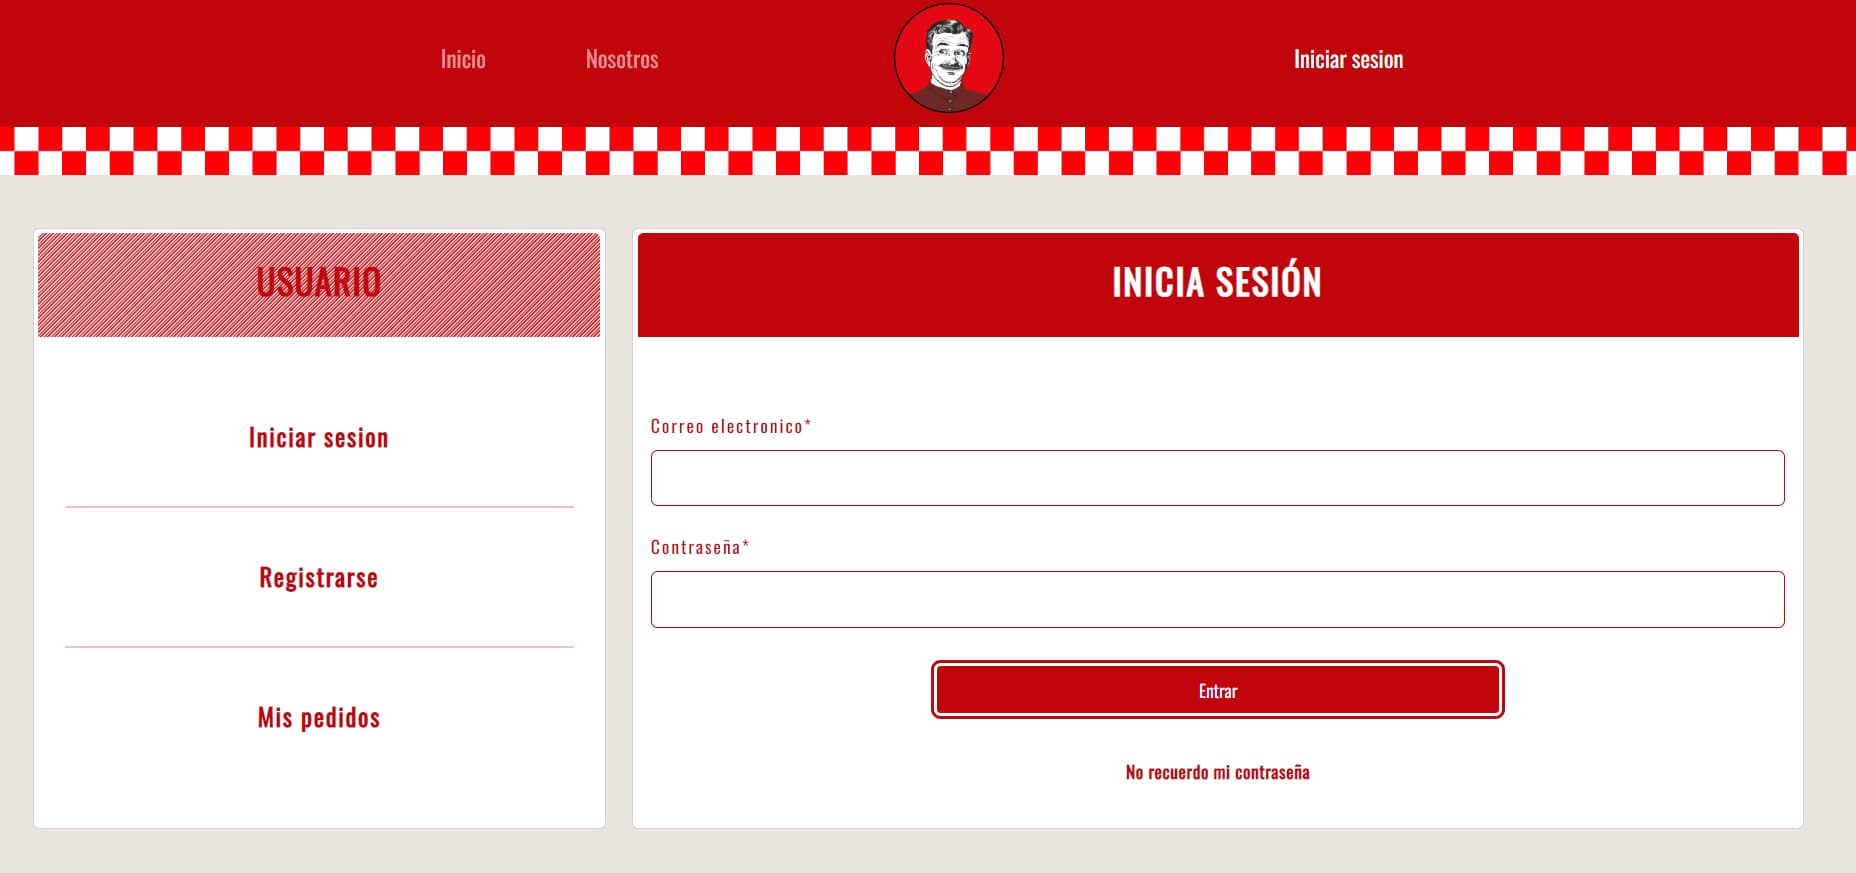 Inicio
Nosotros
Iniciar sesion
USUARIO
Iniciar sesion
Registrarse
Mis pedidos
INICIA SESIÓN
Correo electronico*
Contraseña*
Entrar
No recuerdo mi contraseña